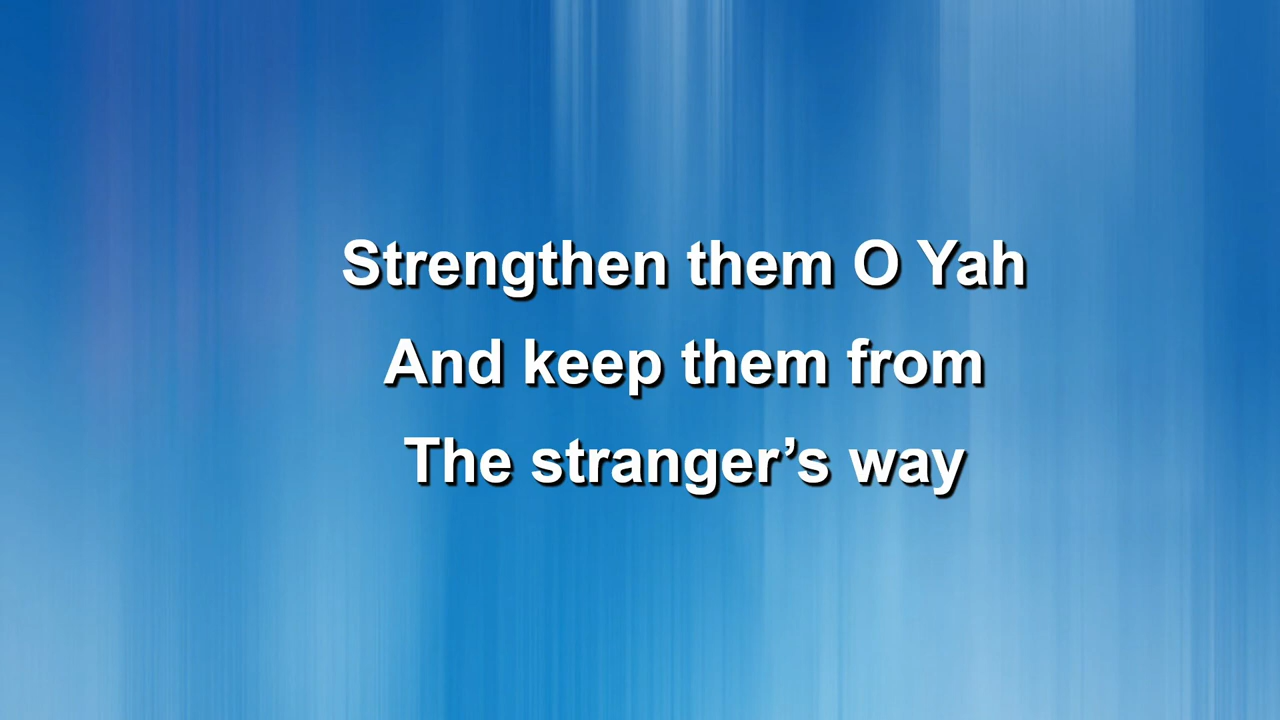 Strengthen them O Yah
And keep them from
The stranger’s way